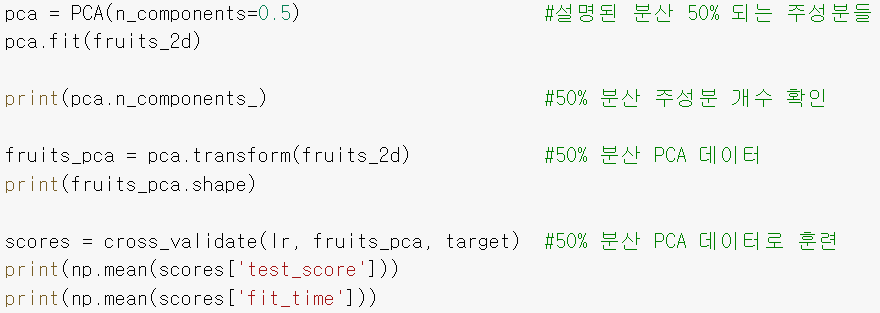 pca = PCA(n_components=0.5) #설명된 분산 50% 되는 주성분들
pca.fit(fruits_2d)
print(pca.n_components_) #50% 분산 주성분 개수 확인
fruits_pca = pca.transform(fruits_2d) #50% 분산 PCA 데이터
print(fruits_pca.shape)
scores = cross_validate(lr, fruits_pca, target) #50% 분산 PCA 데이터로 훈련
print(np.mean(scores['test_score']))
print(np.mean(scores['fit_time']))